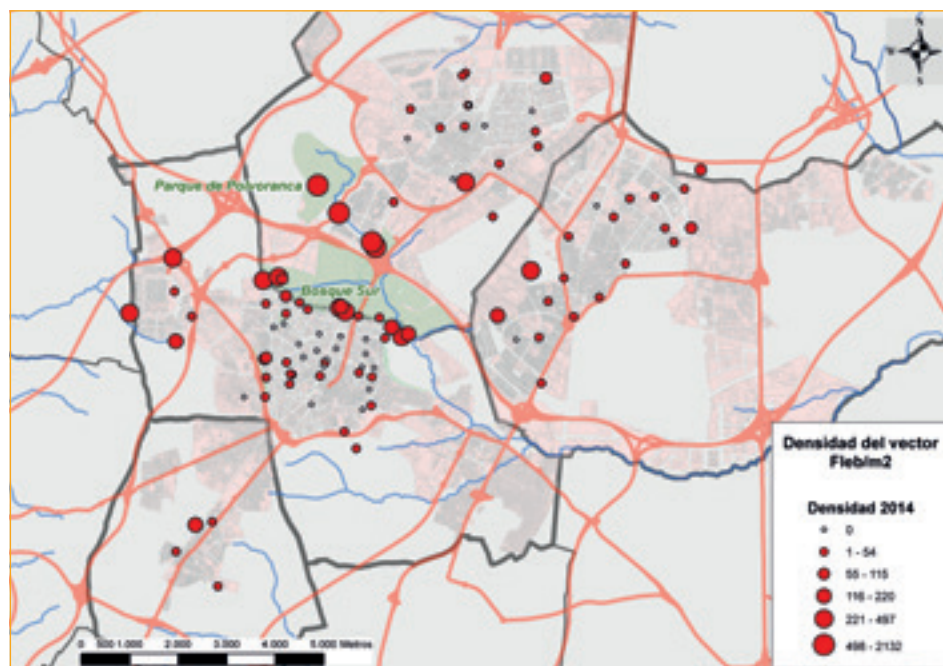 N
S
Parque de Polvoranca
Bosque Sur
Densidad del vector
Fleb/m2
Densidad 2014
0
1 - 54
55 - 115
116 - 220
221 - 497
498 - 2132
0 500 1.000 2.000 3.000 4.000 5.000 Metros